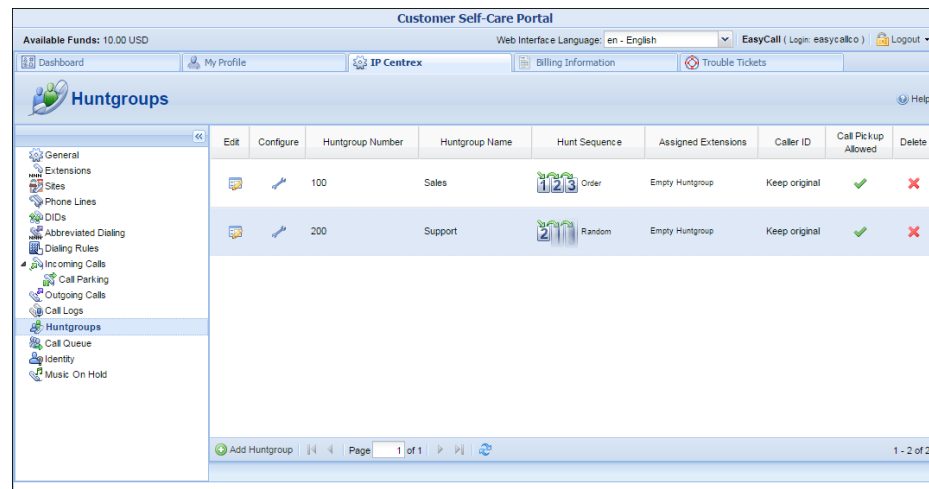 Customer Self-Care Portal
Available Funds: 10.00 USD Web Interface Language: en - English EasyCall ( Login: easycallco ) Logout
Dashboard My Profile IP Centrex Billing Information Trouble Tickets
Huntgroups Help
General
Extensions
Sites
Phone Lines
DIDs
Abbreviated Dialing
Dialing Rules
Incoming Calls
Call Parking
Outgoing Calls
Call Logs
Huntgroups
Call Queue
Identity
Music On Hold
Edit Configure Huntgroup Number Huntgroup Name Hunt Sequence Assigned Extensions Caller ID Call Pickup Allowed Delete
100 Sales 1 2 3 Order Empty Huntgroup Keep original
200 Support 2 Random Empty Huntgroup Keep original
Add Huntgroup Page 1 of 1 1 - 2 of 2